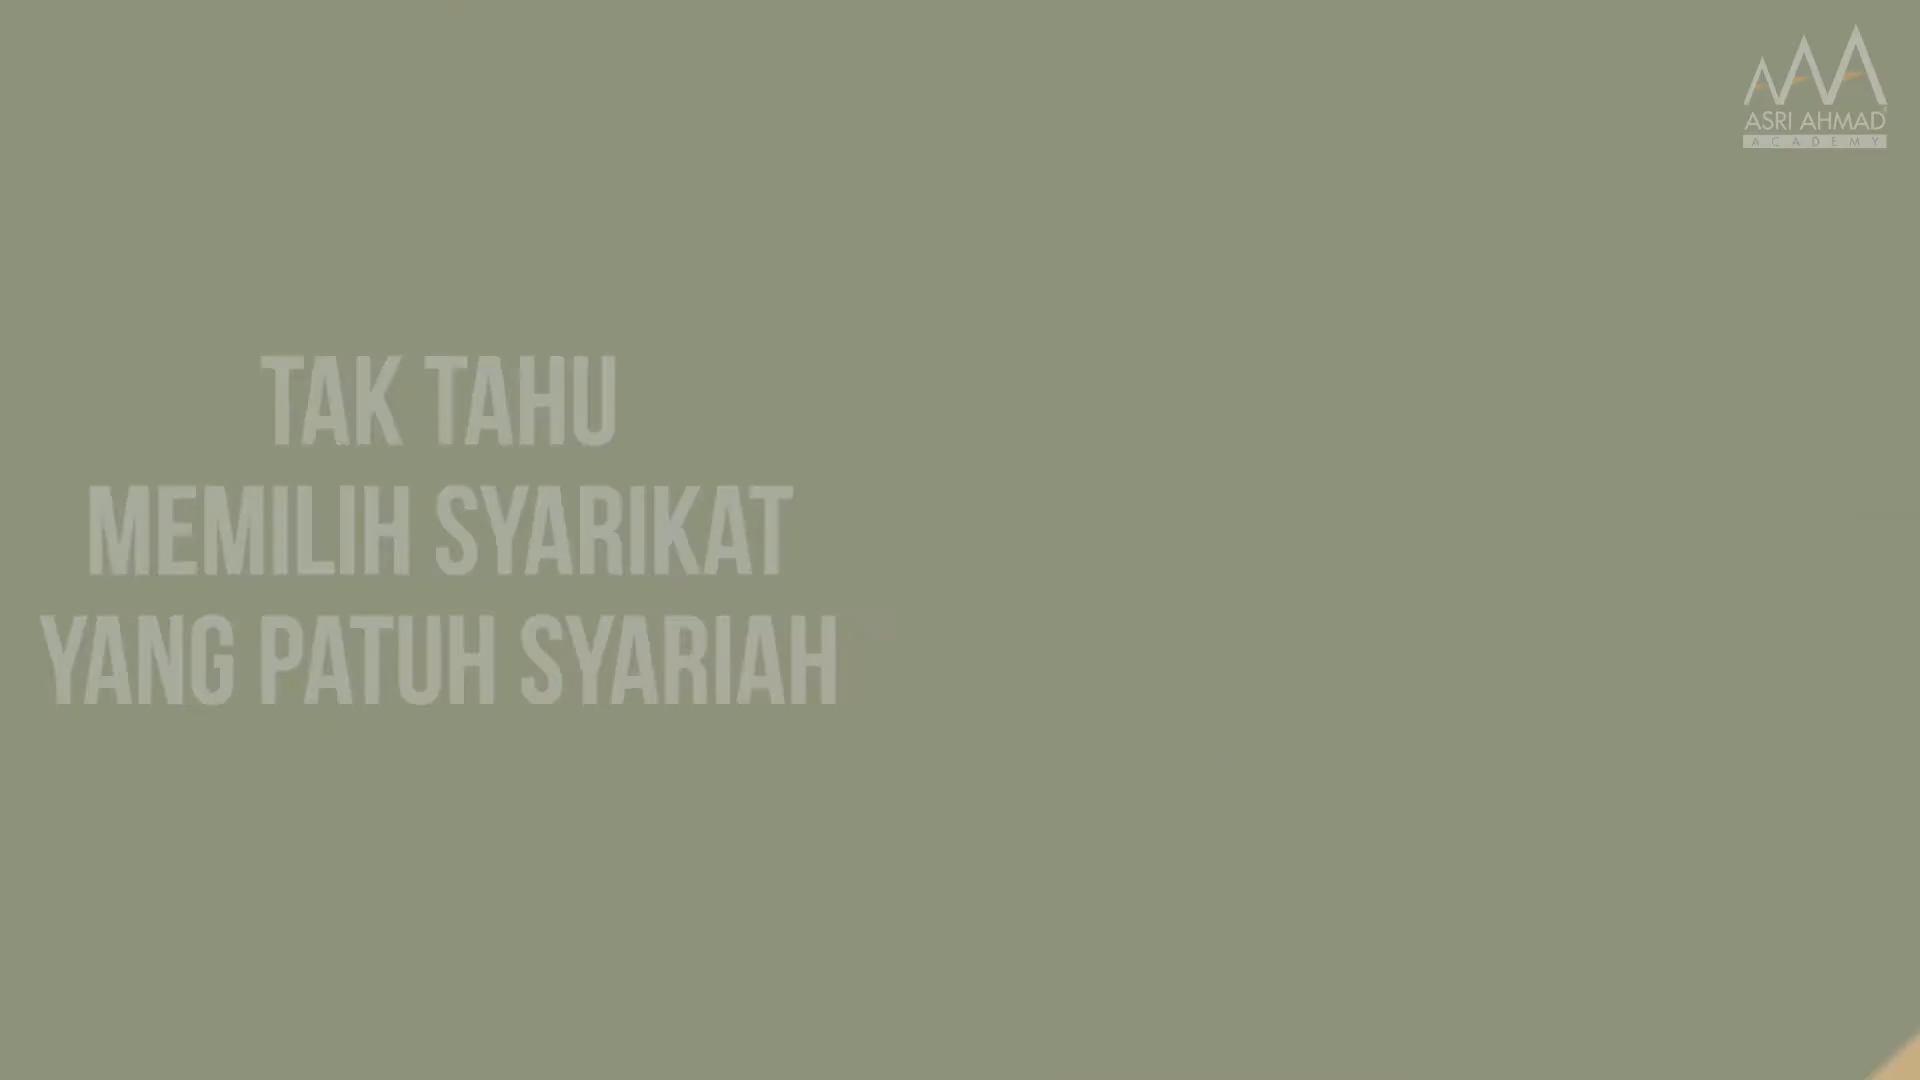 ASRI AHMAD
ACADEMY
TAK TAHU
MEMILIH SYARIKAT
YANG PATUH SYARIAH